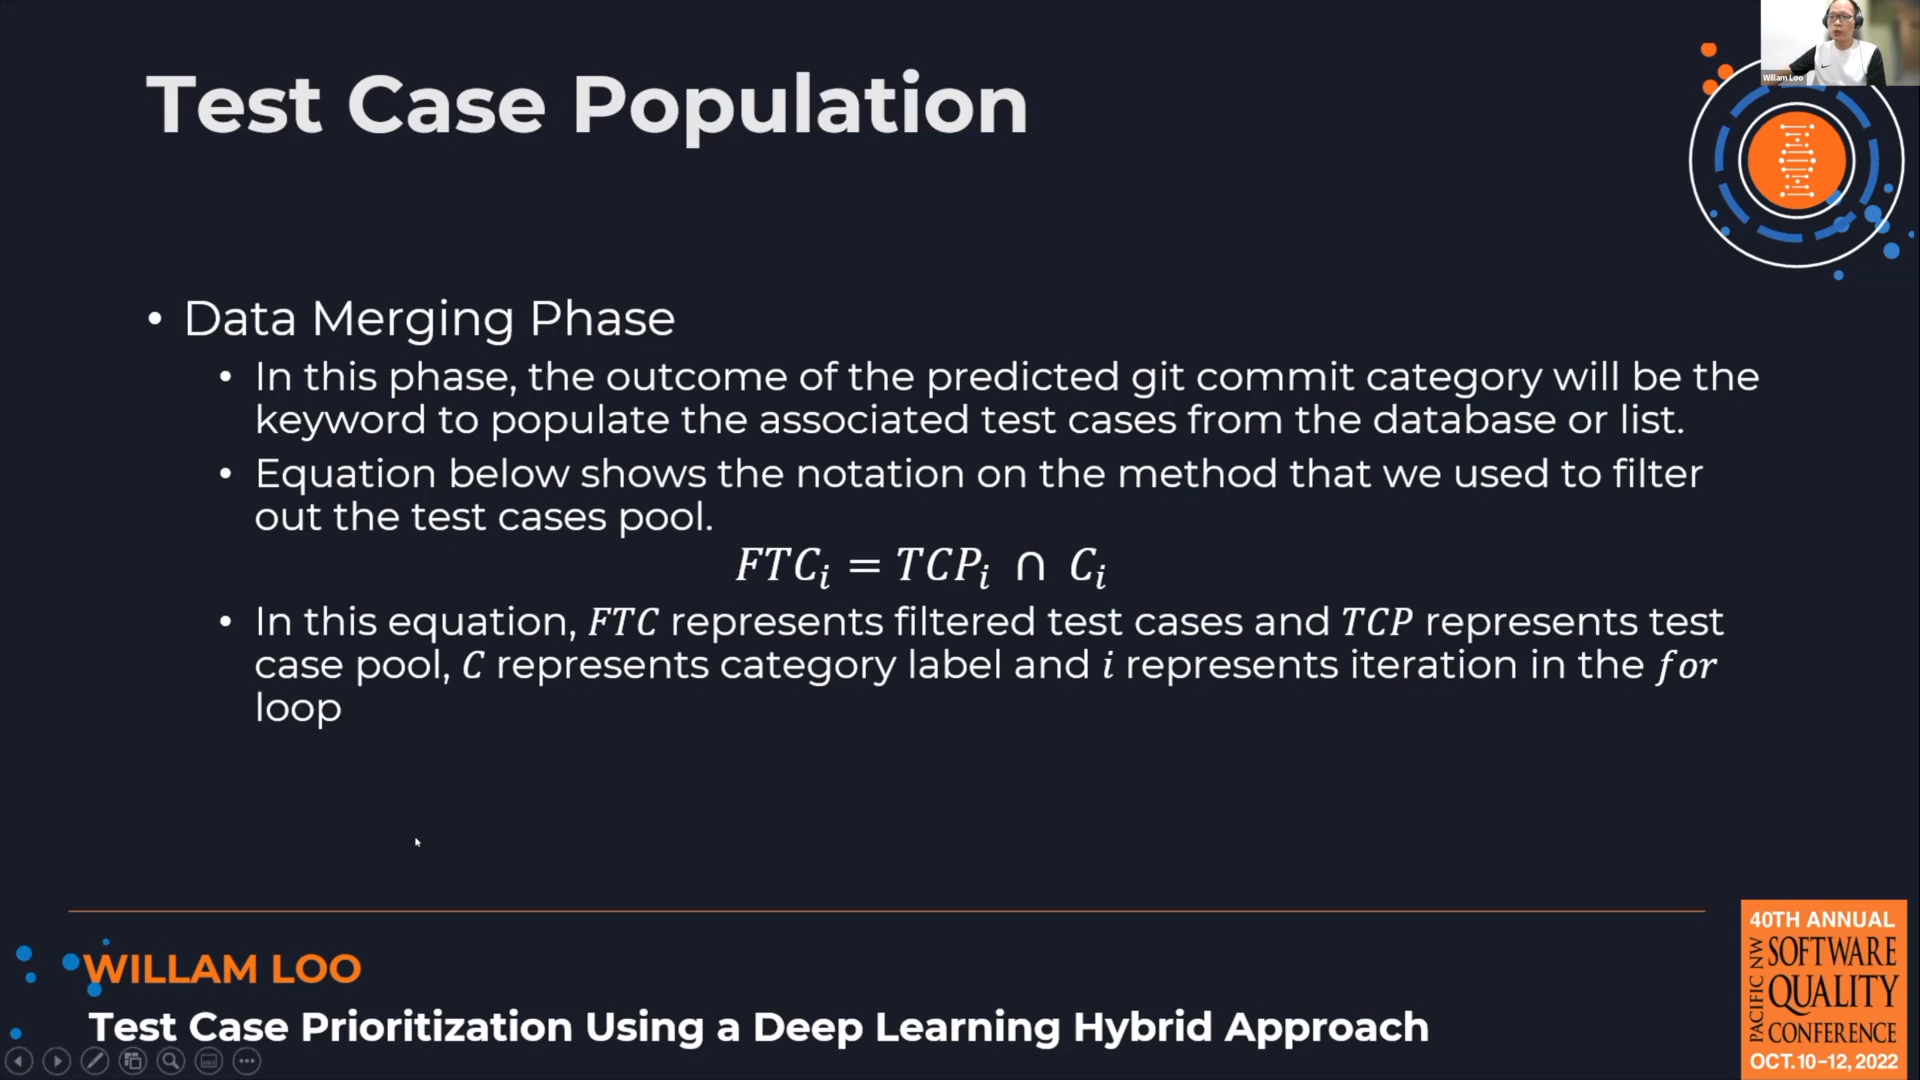 Test Case Population
Willam Loo
• Data Merging Phase
• In this phase, the outcome of the predicted git commit category will be the
keyword to populate the associated test cases from the database or list.
• Equation below shows the notation on the method that we used to filter
out the test cases pool.
FTCᵢ = TCPᵢ ∩ Cᵢ
• In this equation, FTC represents filtered test cases and TCP represents test
case pool, C represents category label and i represents iteration in the for
loop
WILLAM LOO
Test Case Prioritization Using a Deep Learning Hybrid Approach
40TH ANNUAL
PACIFIC NW
SOFTWARE
QUALITY
CONFERENCE
OCT. 10–12, 2022